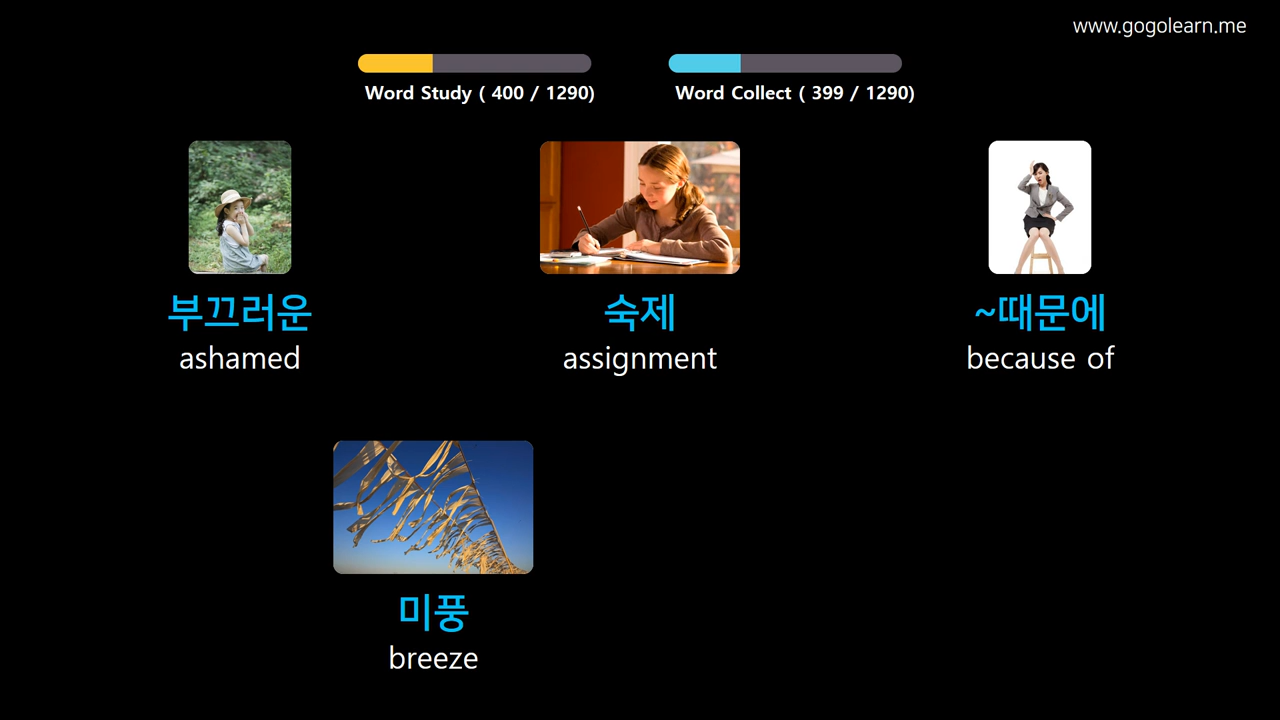 www.gogolearn.me
Word Study ( 400 / 1290)
Word Collect ( 399 / 1290)
부끄러운
ashamed
숙제
assignment
~때문에
because of
미풍
breeze